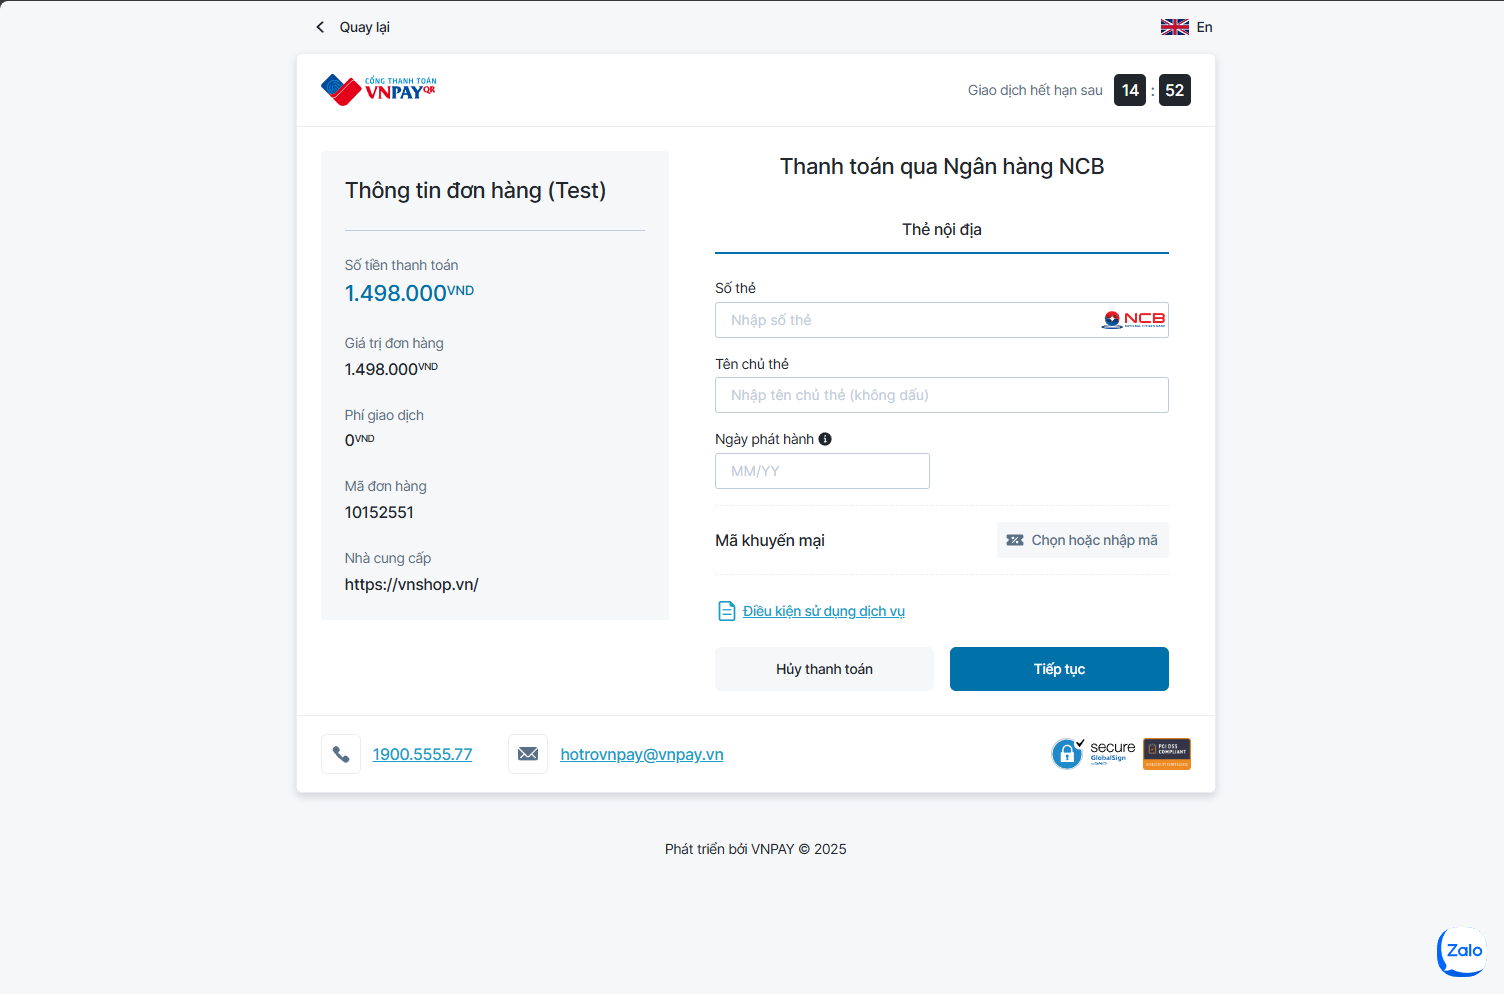 Quay lại
En
CỔNG THANH TOÁN
VNPAYQR
Giao dịch hết hạn sau 14 : 52
Thông tin đơn hàng (Test)
Số tiền thanh toán
1.498.000VND
Giá trị đơn hàng
1.498.000VND
Phí giao dịch
0VND
Mã đơn hàng
10152551
Nhà cung cấp
https://vnshop.vn/
Thanh toán qua Ngân hàng NCB
Thẻ nội địa
Số thẻ
Nhập số thẻ
NCB
Tên chủ thẻ
Nhập tên chủ thẻ (không dấu)
Ngày phát hành
MM/YY
Mã khuyến mại
Chọn hoặc nhập mã
Điều kiện sử dụng dịch vụ
Hủy thanh toán
Tiếp tục
1900.5555.77
hotrovnpay@vnpay.vn
secure
GlobalSign
PCI DSS
COMPLIANT
Phát triển bởi VNPAY © 2025
Zalo